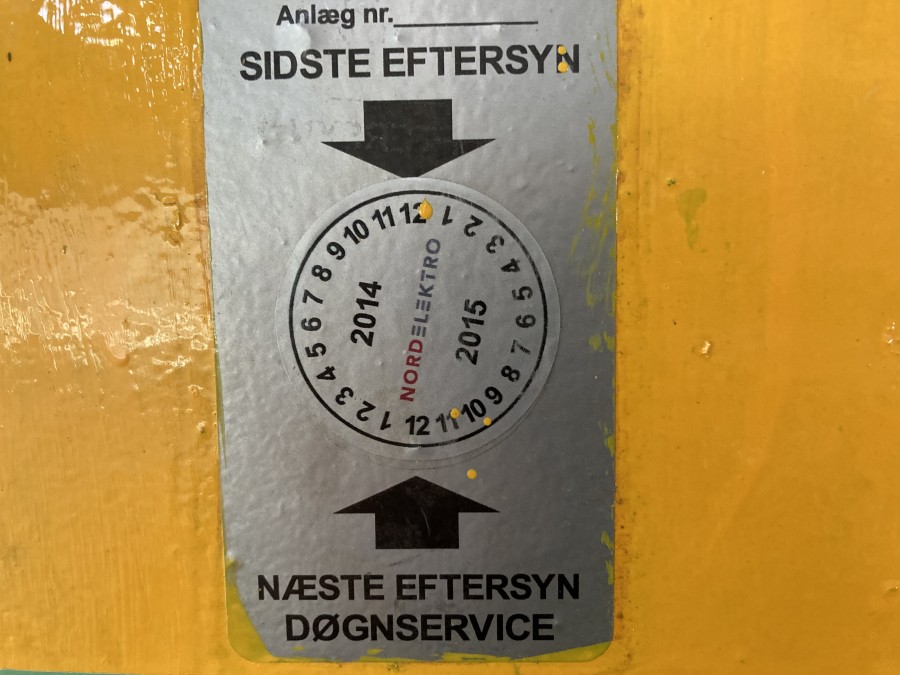 Anlæg nr.
SIDSTE EFTERSYN
1 2 3 4 5 6 7 8 9 10 11 12
2014
NORDELEKTRO
2015
1 2 3 4 5 6 7 8 9 10 11 12
NÆSTE EFTERSYN
DØGNSERVICE